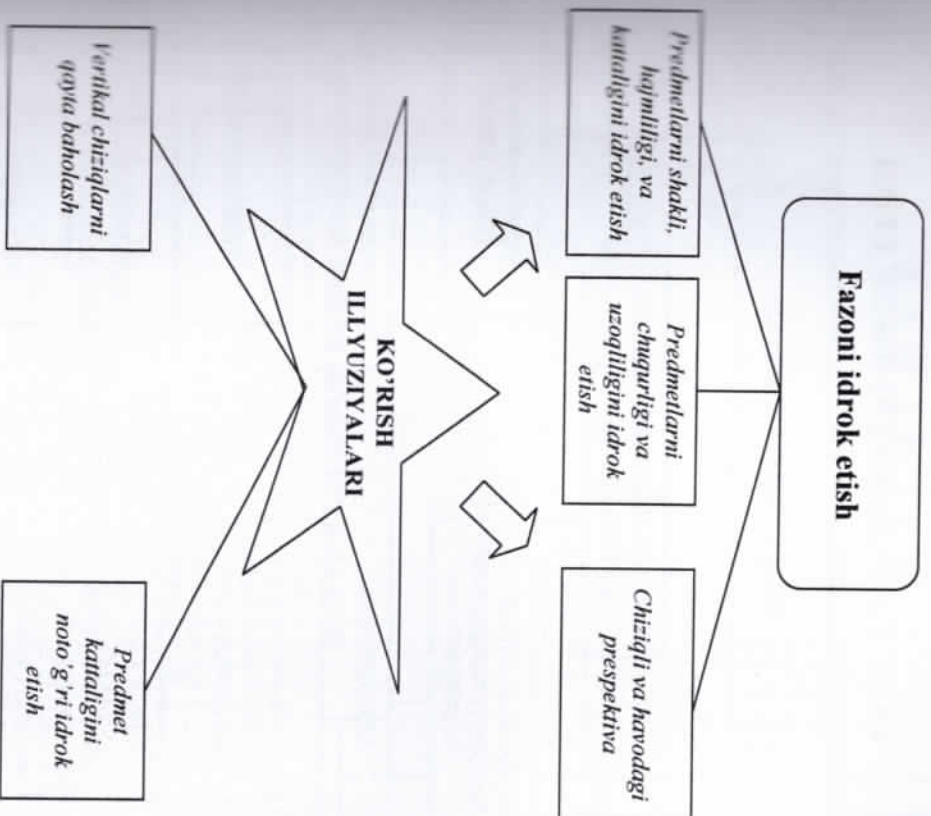 Fazoni idrok etish
Predmetlarni shakli,
hajmliligi, va
kattaligini idrok etish
Predmetlarni
chuqurligi va
uzoqliligini idrok
etish
Chiziqli va havodagi
prespektiva
KO'RISH
ILLYUZIYALARI
Vertikal chiziqlarni
qayta baholash
Predmet
kattaligini
noto'g'ri idrok
etish